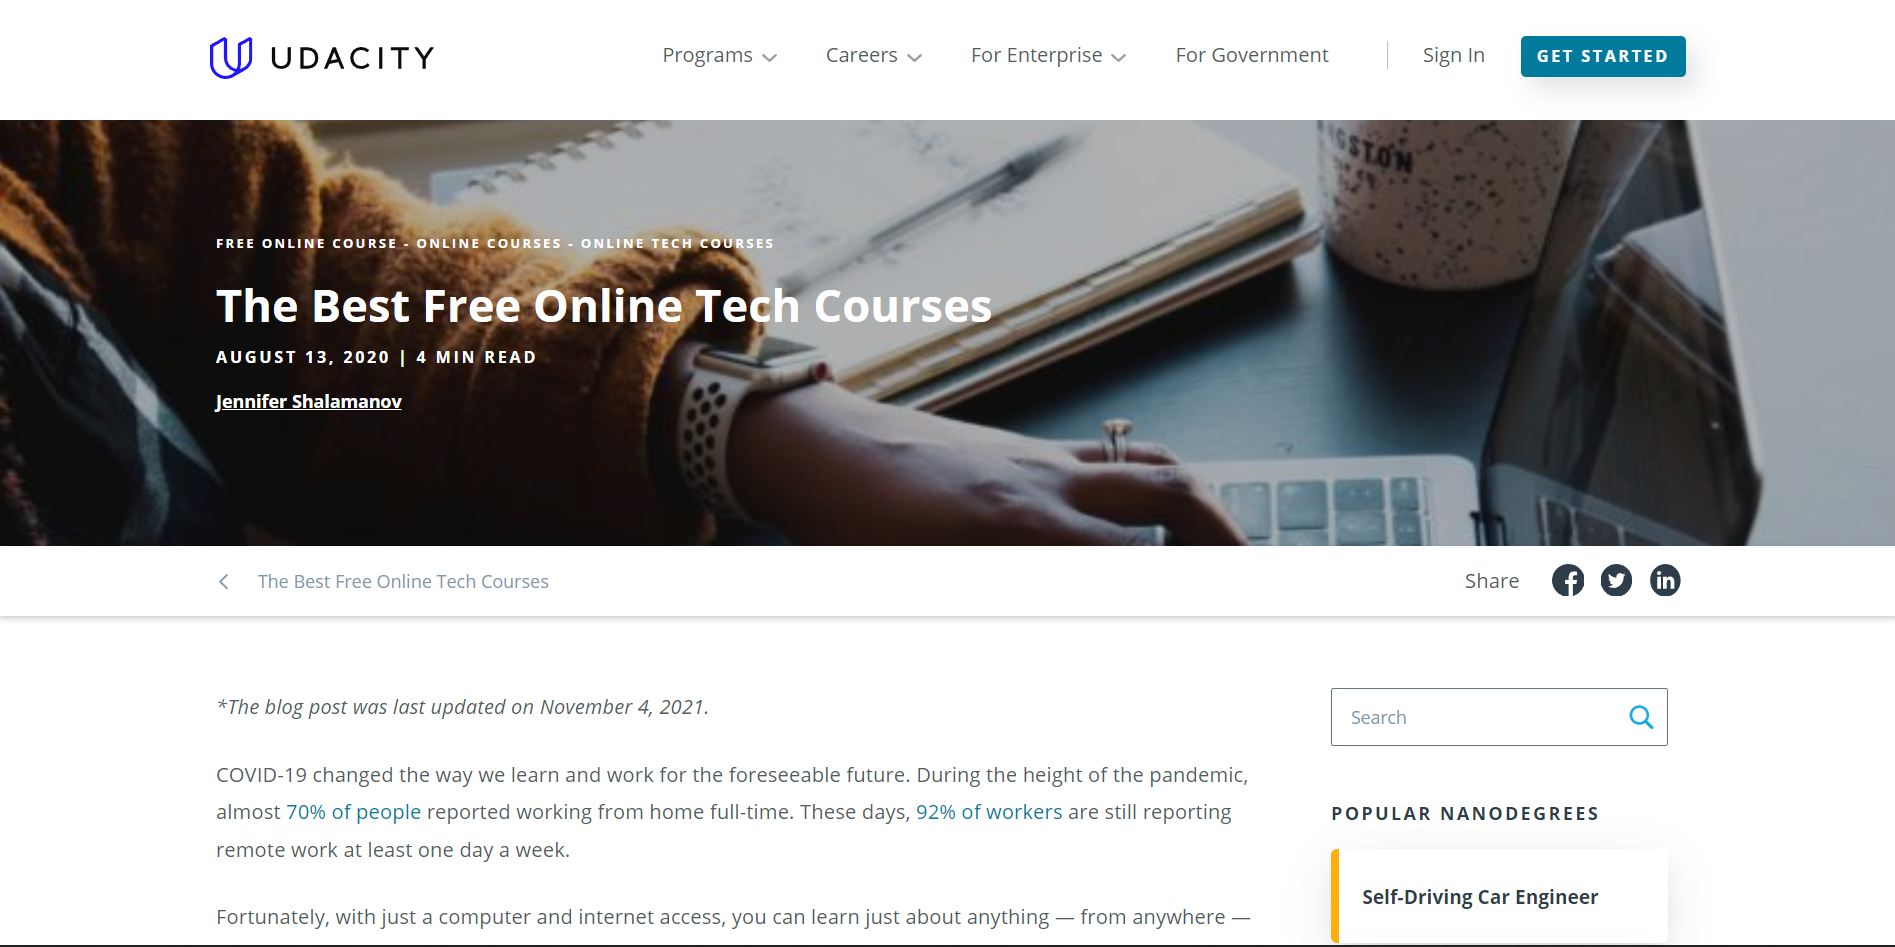 UDACITY
Programs
Careers
For Enterprise
For Government
Sign In
GET STARTED
FREE ONLINE COURSE - ONLINE COURSES - ONLINE TECH COURSES
The Best Free Online Tech Courses
AUGUST 13, 2020 | 4 MIN READ
Jennifer Shalamanov
The Best Free Online Tech Courses
Share
*The blog post was last updated on November 4, 2021.
COVID-19 changed the way we learn and work for the foreseeable future. During the height of the pandemic,
almost 70% of people reported working from home full-time. These days, 92% of workers are still reporting
remote work at least one day a week.
Fortunately, with just a computer and internet access, you can learn just about anything — from anywhere —
Search
POPULAR NANODEGREES
Self-Driving Car Engineer